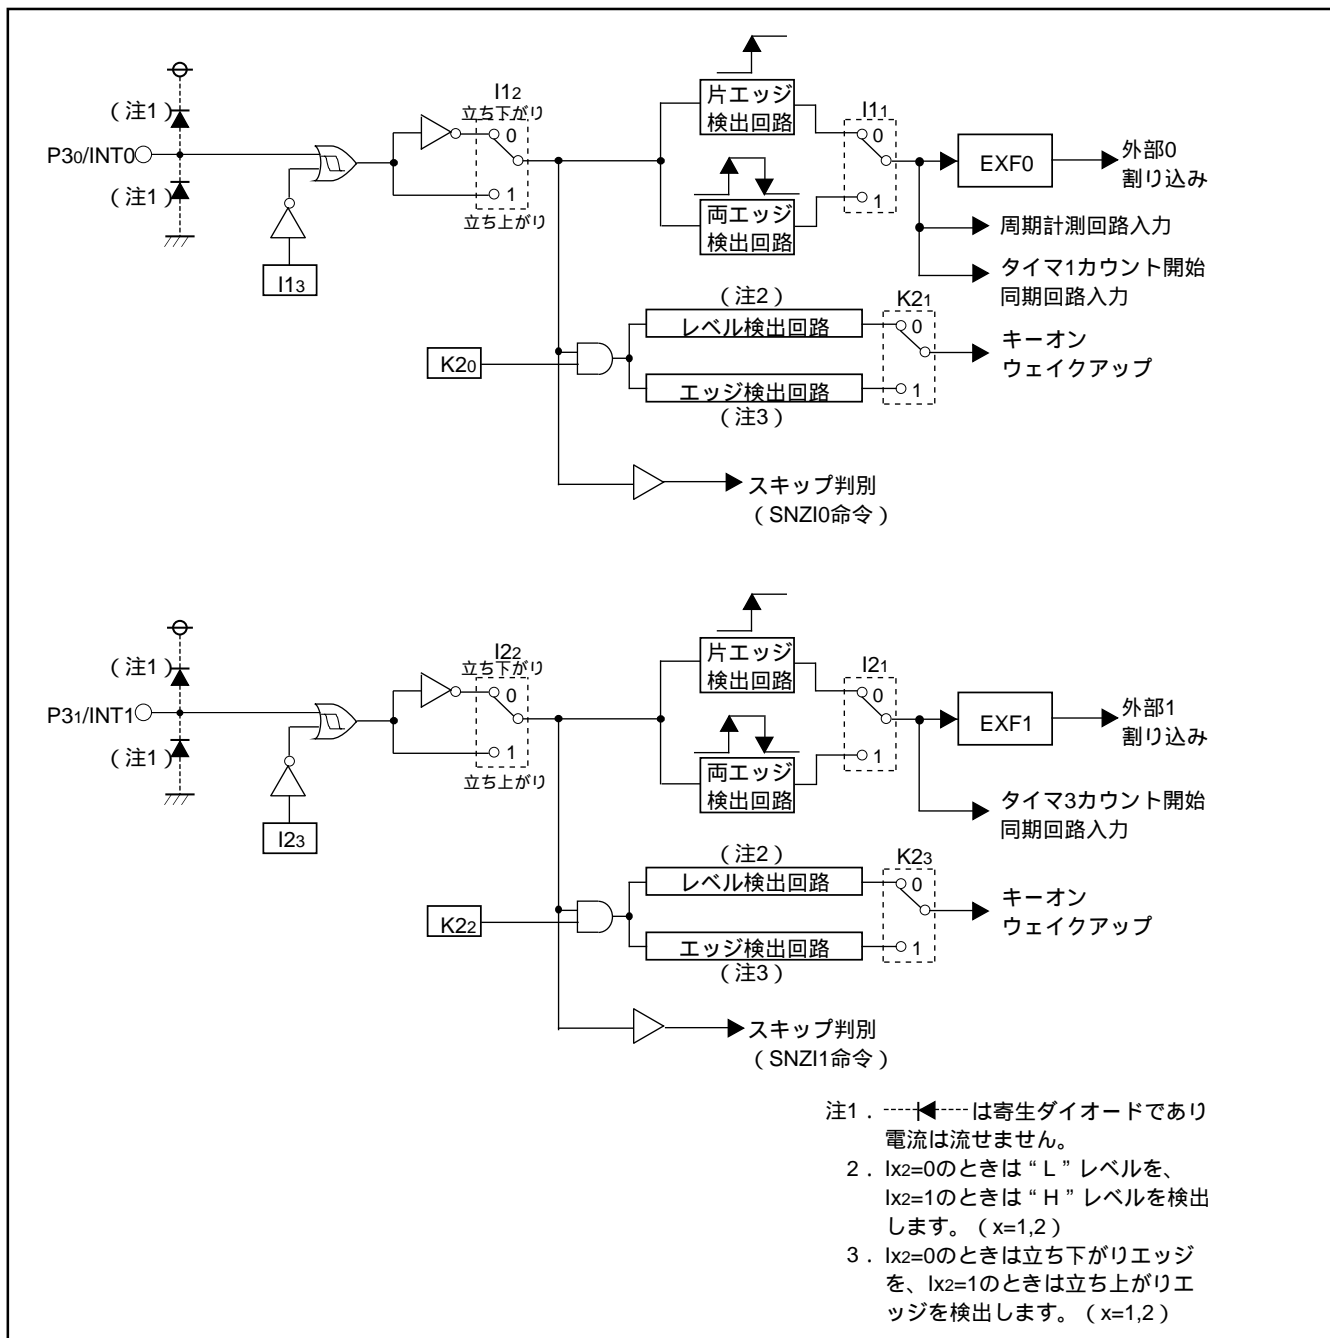 I12
立ち下がり
0
1
立ち上がり
(注1)
P30/INT0
(注1)
I13
片エッジ
検出回路
両エッジ
検出回路
I11
0
1
EXF0
外部0
割り込み
周期計測回路入力
タイマ1カウント開始
同期回路入力
K20
(注2)
レベル検出回路
エッジ検出回路
(注3)
K21
0
1
キーオン
ウェイクアップ
スキップ判別
(SNZI0命令)
I22
立ち下がり
0
1
立ち上がり
(注1)
P31/INT1
(注1)
I23
片エッジ
検出回路
両エッジ
検出回路
I21
0
1
EXF1
外部1
割り込み
タイマ3カウント開始
同期回路入力
K22
(注2)
レベル検出回路
エッジ検出回路
(注3)
K23
0
1
キーオン
ウェイクアップ
スキップ判別
(SNZI1命令)
注1. は寄生ダイオードであり
電流は流せません。
2. Ix2=0のときは“L”レベルを、
Ix2=1のときは“H”レベルを検出
します。(x=1,2)
3. Ix2=0のときは立ち下がりエッジ
を、Ix2=1のときは立ち上がりエ
ッジを検出します。(x=1,2)